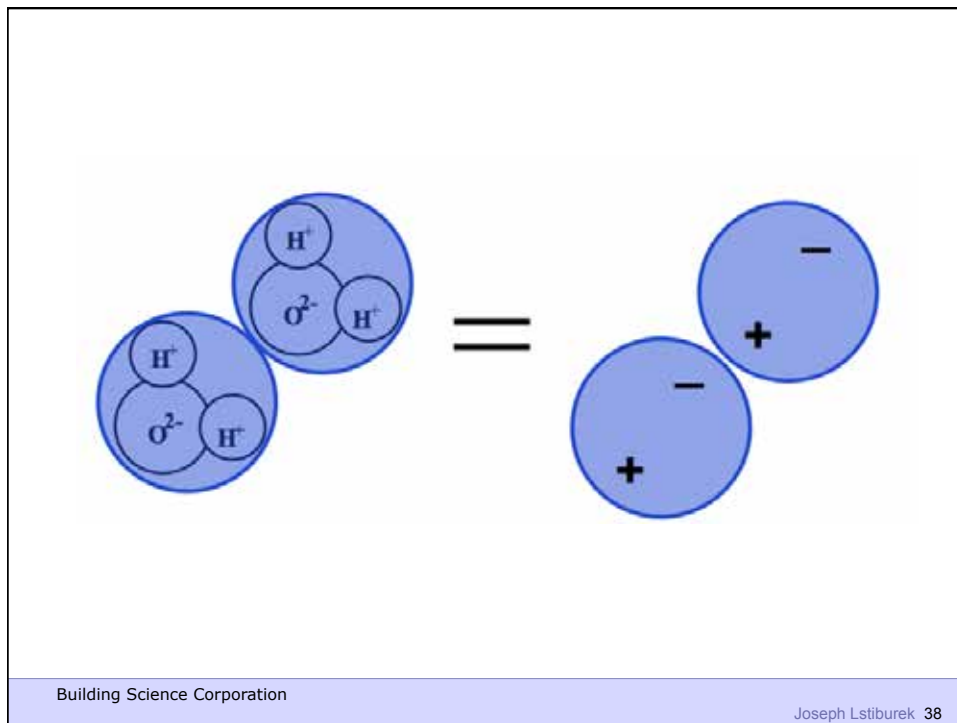 H⁺
O²⁻ H⁺
H⁺
O²⁻ H⁺
=
−
+
−
+
Building Science Corporation
Joseph Lstiburek 38